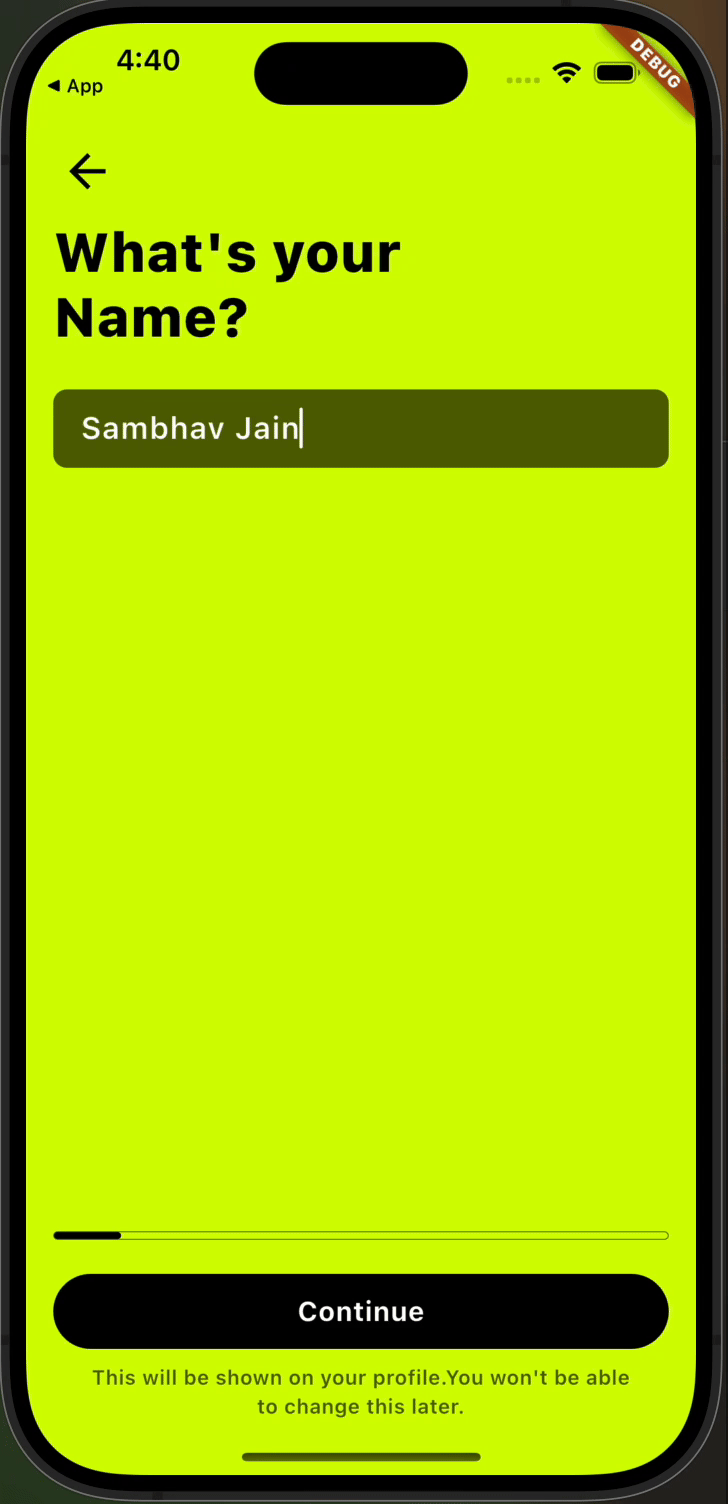 4:40
◀ App
DEBUG
What's your
Name?
Sambhav Jain
Continue
This will be shown on your profile.You won't be able
to change this later.